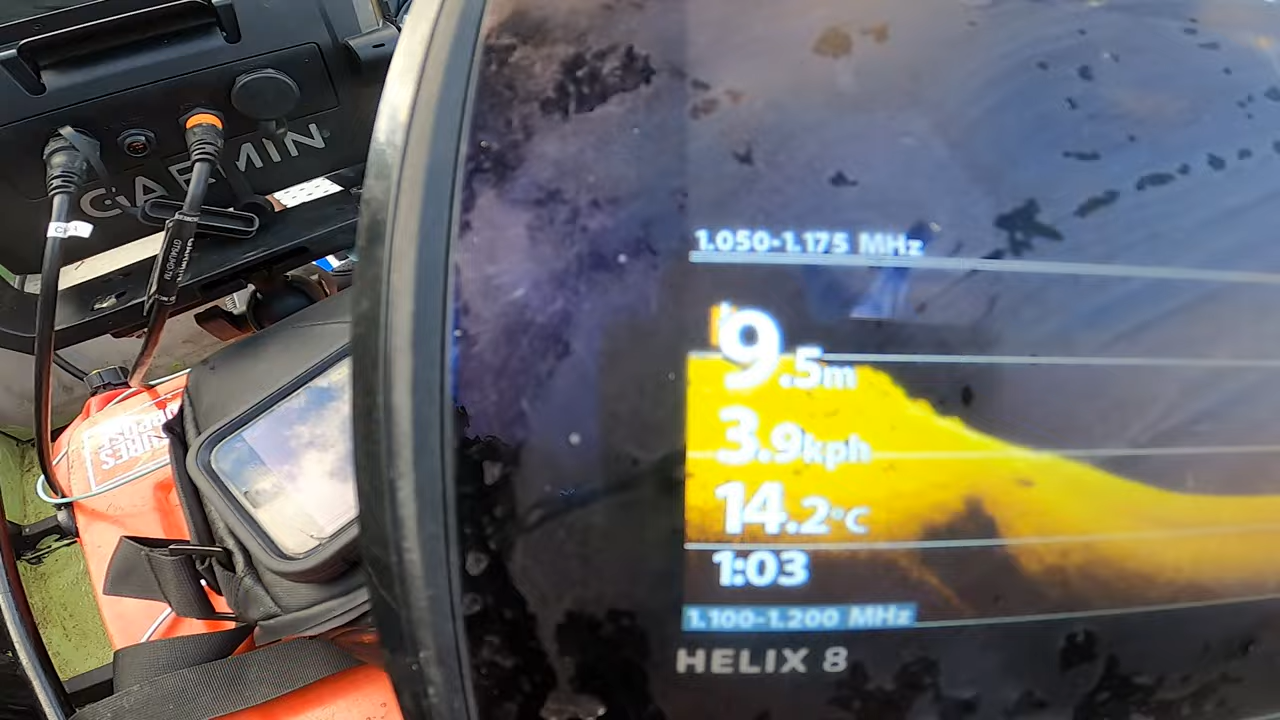 GARMIN
1.050-1.175 MHz
9.5m
3.9kph
14.2°C
1:03
1.100-1.200 MHz
HELIX 8